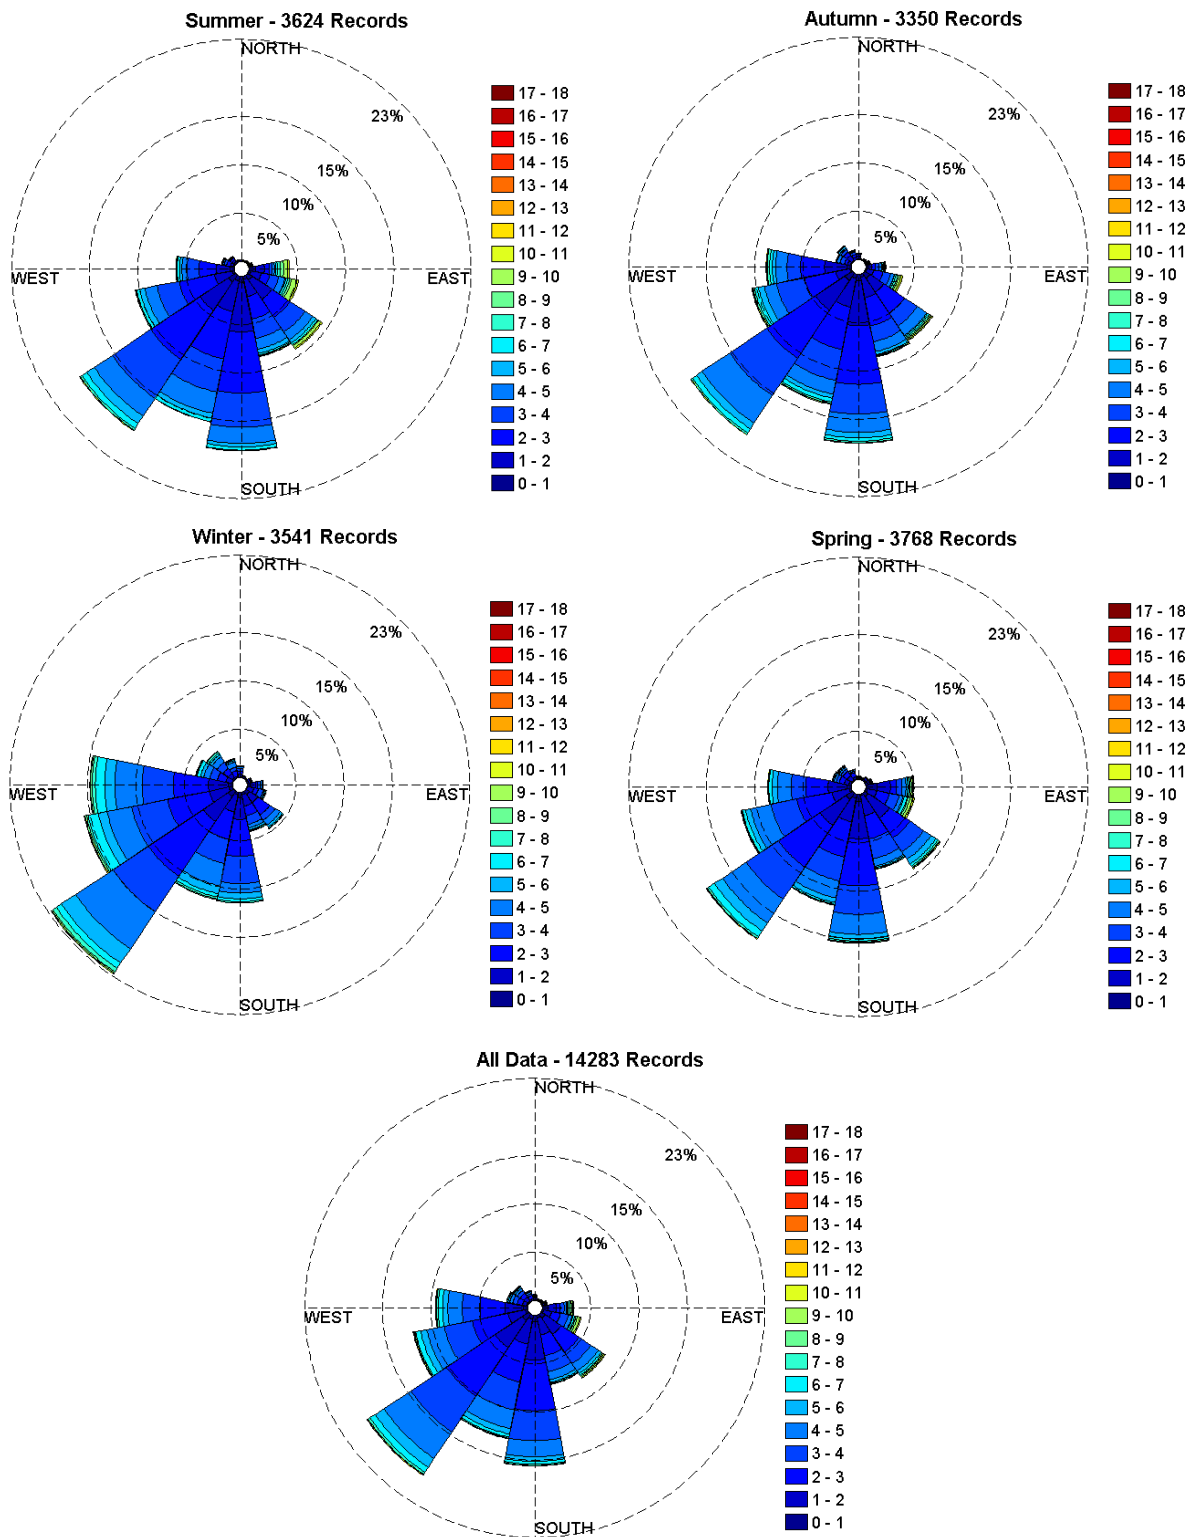 Summer - 3624 Records
NORTH
23%
15%
10%
5%
WEST
EAST
SOUTH
17 - 18
16 - 17
15 - 16
14 - 15
13 - 14
12 - 13
11 - 12
10 - 11
9 - 10
8 - 9
7 - 8
6 - 7
5 - 6
4 - 5
3 - 4
2 - 3
1 - 2
0 - 1
Autumn - 3350 Records
NORTH
23%
15%
10%
5%
WEST
EAST
SOUTH
17 - 18
16 - 17
15 - 16
14 - 15
13 - 14
12 - 13
11 - 12
10 - 11
9 - 10
8 - 9
7 - 8
6 - 7
5 - 6
4 - 5
3 - 4
2 - 3
1 - 2
0 - 1
Winter - 3541 Records
NORTH
23%
15%
10%
5%
WEST
EAST
SOUTH
17 - 18
16 - 17
15 - 16
14 - 15
13 - 14
12 - 13
11 - 12
10 - 11
9 - 10
8 - 9
7 - 8
6 - 7
5 - 6
4 - 5
3 - 4
2 - 3
1 - 2
0 - 1
Spring - 3768 Records
NORTH
23%
15%
10%
5%
WEST
EAST
SOUTH
17 - 18
16 - 17
15 - 16
14 - 15
13 - 14
12 - 13
11 - 12
10 - 11
9 - 10
8 - 9
7 - 8
6 - 7
5 - 6
4 - 5
3 - 4
2 - 3
1 - 2
0 - 1
All Data - 14283 Records
NORTH
23%
15%
10%
5%
WEST
EAST
SOUTH
17 - 18
16 - 17
15 - 16
14 - 15
13 - 14
12 - 13
11 - 12
10 - 11
9 - 10
8 - 9
7 - 8
6 - 7
5 - 6
4 - 5
3 - 4
2 - 3
1 - 2
0 - 1